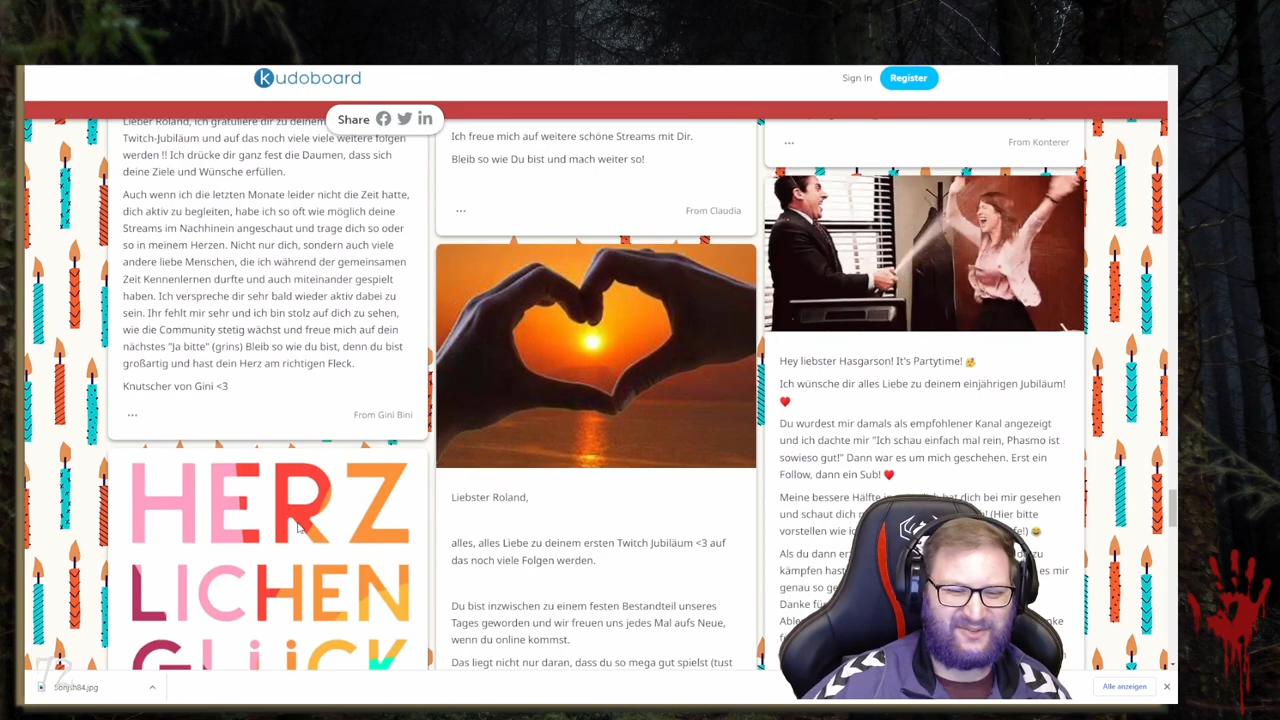 kudoboard
Sign In
Register
Share
Lieber Roland, ich gratuliere dir zu deinem
Twitch-Jubiläum und auf das noch viele viele weitere folgen
werden !! Ich drücke dir ganz fest die Daumen, dass sich
deine Ziele und Wünsche erfüllen.
Auch wenn ich die letzten Monate leider nicht die Zeit hatte,
dich aktiv zu begleiten, habe ich so oft wie möglich deine
Streams im Nachhinein angeschaut und trage dich so oder
so in meinem Herzen. Nicht nur dich, sondern auch viele
andere liebe Menschen, die ich während der gemeinsamen
Zeit Kennenlernen durfte und auch miteinander gespielt
haben. Ich verspreche dir sehr bald wieder aktiv dabei zu
sein. Ihr fehlt mir sehr und ich bin stolz auf dich zu sehen,
wie die Community stetig wächst und freue mich auf dein
nächstes "Ja bitte" (grins) Bleib so wie du bist, denn du bist
großartig und hast dein Herz am richtigen Fleck.
Knutscher von Gini <3
...
From Gini Bini
HERZ
LICHEN
GLÜCK
Ich freue mich auf weitere schöne Streams mit Dir.
Bleib so wie Du bist und mach weiter so!
...
From Claudia
Liebster Roland,
alles, alles Liebe zu deinem ersten Twitch Jubiläum <3 auf
das noch viele Folgen werden.
Du bist inzwischen zu einem festen Bestandteil unseres
Tages geworden und wir freuen uns jedes Mal aufs Neue,
wenn du online kommst.
Das liegt nicht nur daran, dass du so mega gut spielst (tust
...
From Konterer
Hey liebster Hasgarson! It's Partytime! 🥳
Ich wünsche dir alles Liebe zu deinem einjährigen Jubiläum!
♥️
Du wurdest mir damals als empfohlener Kanal angezeigt
und ich dachte mir "Ich schau einfach mal rein, Phasmo ist
sowieso gut!" Dann war es um mich geschehen. Erst ein
Follow, dann ein Sub! ♥️
Meine bessere Hälfte hat dich bei mir gesehen
und schaut dich (Hier bitte
vorstellen wie 😂
Als du dann zu
kämpfen es mir
genau so
Danke
5onjsh84.jpg
Alle anzeigen